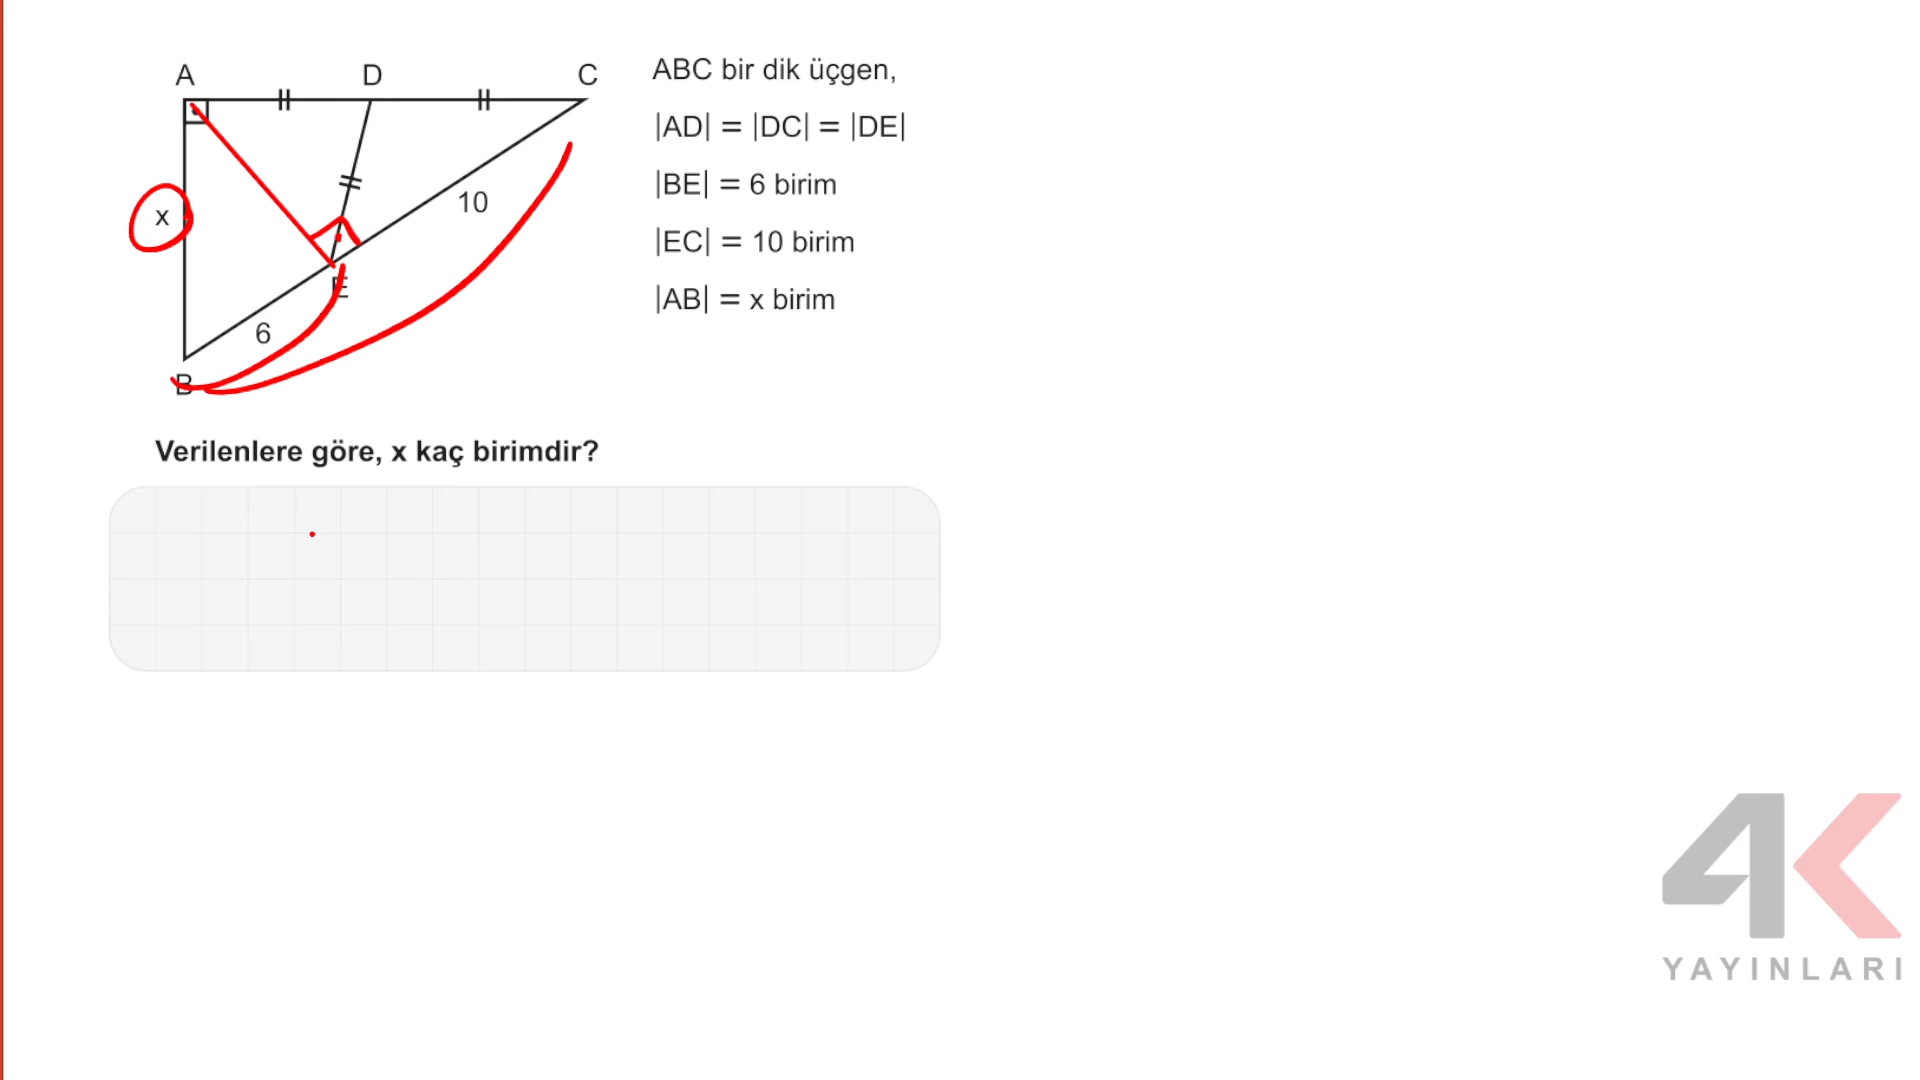 A D C
ABC bir dik üçgen,
|AD| = |DC| = |DE|
|BE| = 6 birim
10
x
|EC| = 10 birim
E
|AB| = x birim
6
B
Verilenlere göre, x kaç birimdir?
4K
YAYINLARI